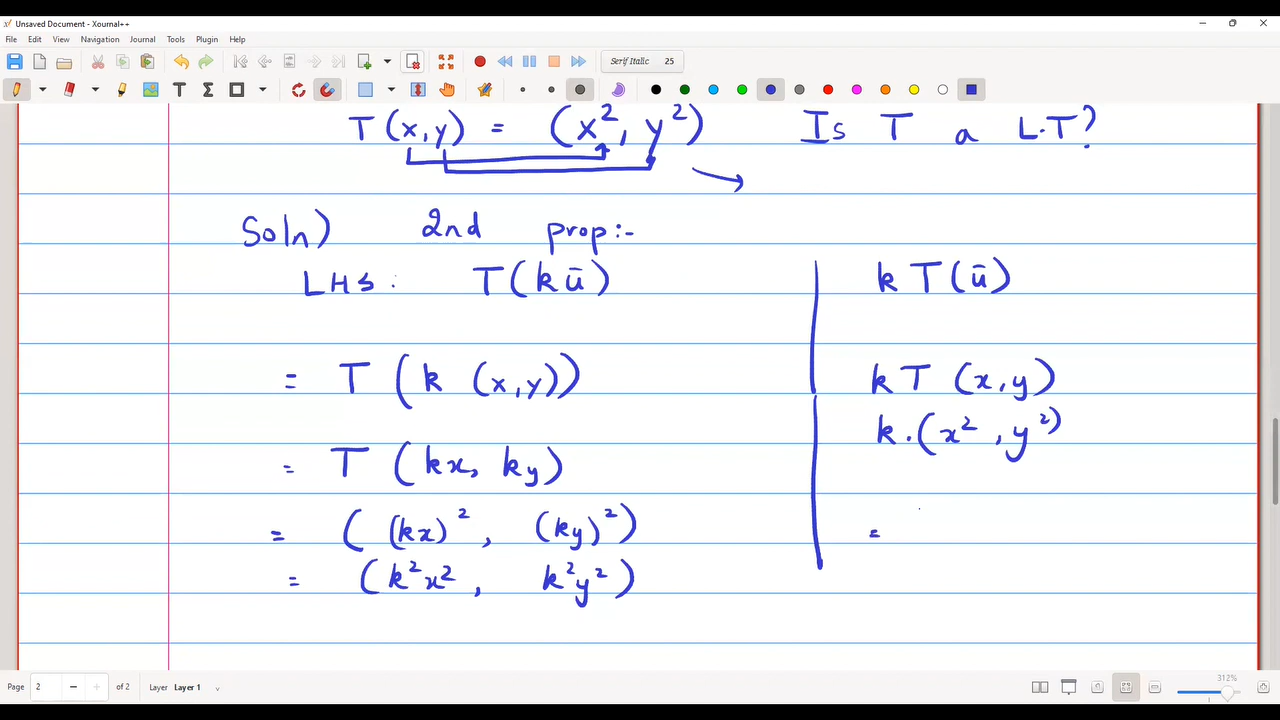 Unsaved Document - Xournal++
File Edit View Navigation Journal Tools Plugin Help
Serif Italic 25
T(x,y) = (x², y²) Is T a L.T?
Soln) 2nd prop:-
LHS: T(kū)
= T(k (x,y))
= T (kx, ky)
= ((kx)², (ky)²)
= (k²x², k²y²)
kT(ū)
kT (x,y)
k.(x², y²)
=
Page 2 of 2 Layer Layer 1 312%